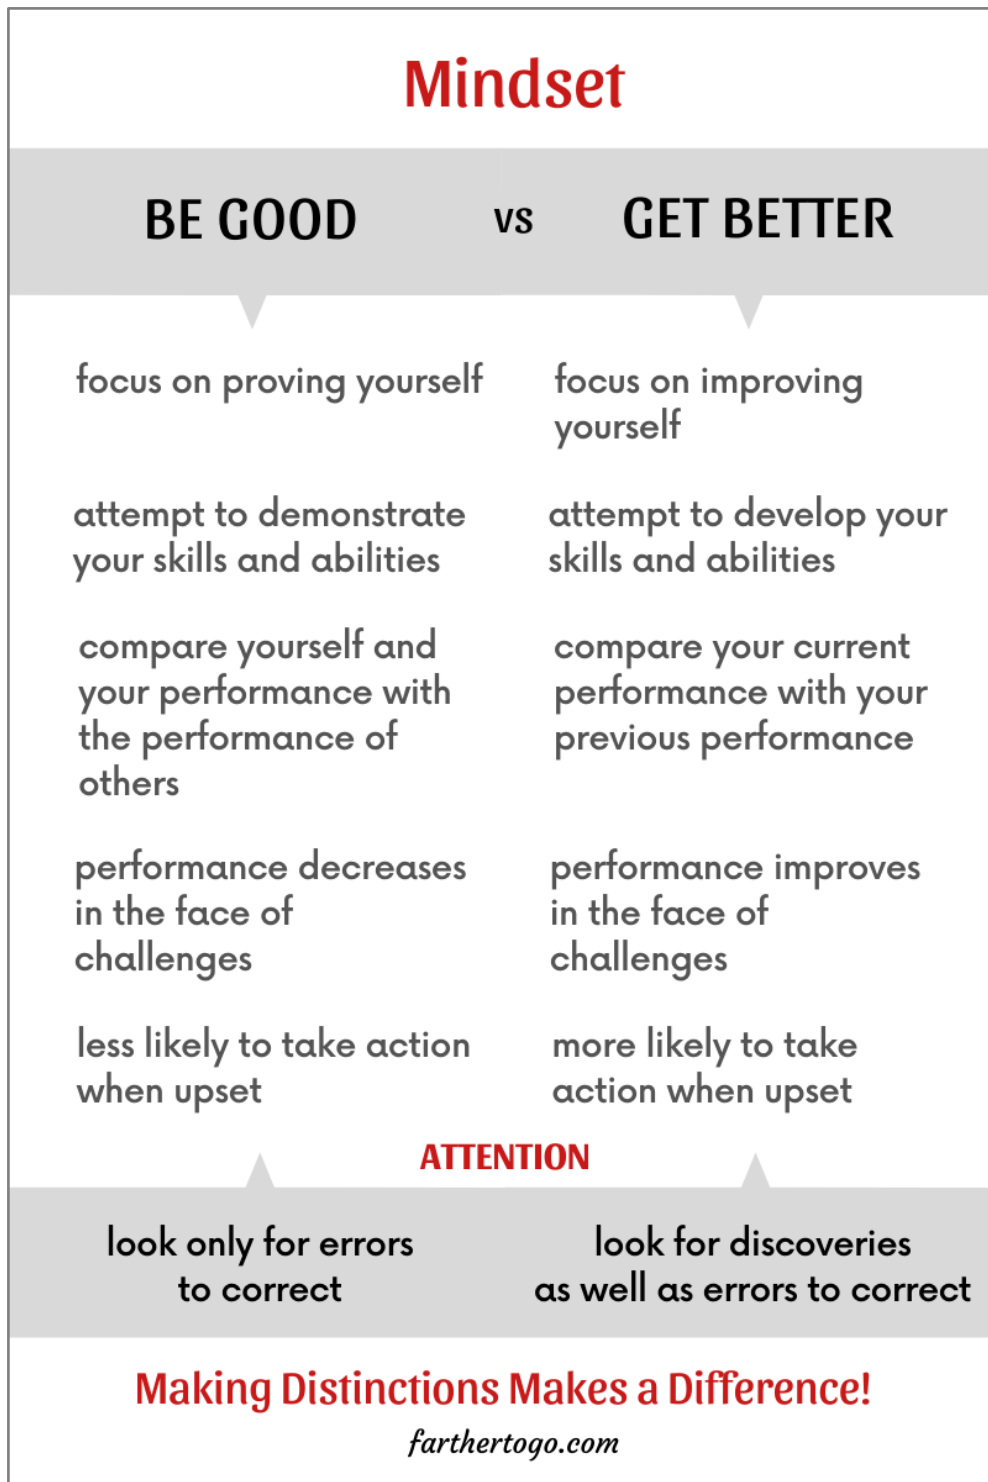 Mindset
BE GOOD vs GET BETTER
focus on proving yourself
attempt to demonstrate
your skills and abilities
compare yourself and
your performance with
the performance of
others
performance decreases
in the face of
challenges
less likely to take action
when upset
focus on improving
yourself
attempt to develop your
skills and abilities
compare your current
performance with your
previous performance
performance improves
in the face of
challenges
more likely to take
action when upset
ATTENTION
look only for errors
to correct
look for discoveries
as well as errors to correct
Making Distinctions Makes a Difference!
farthertogo.com